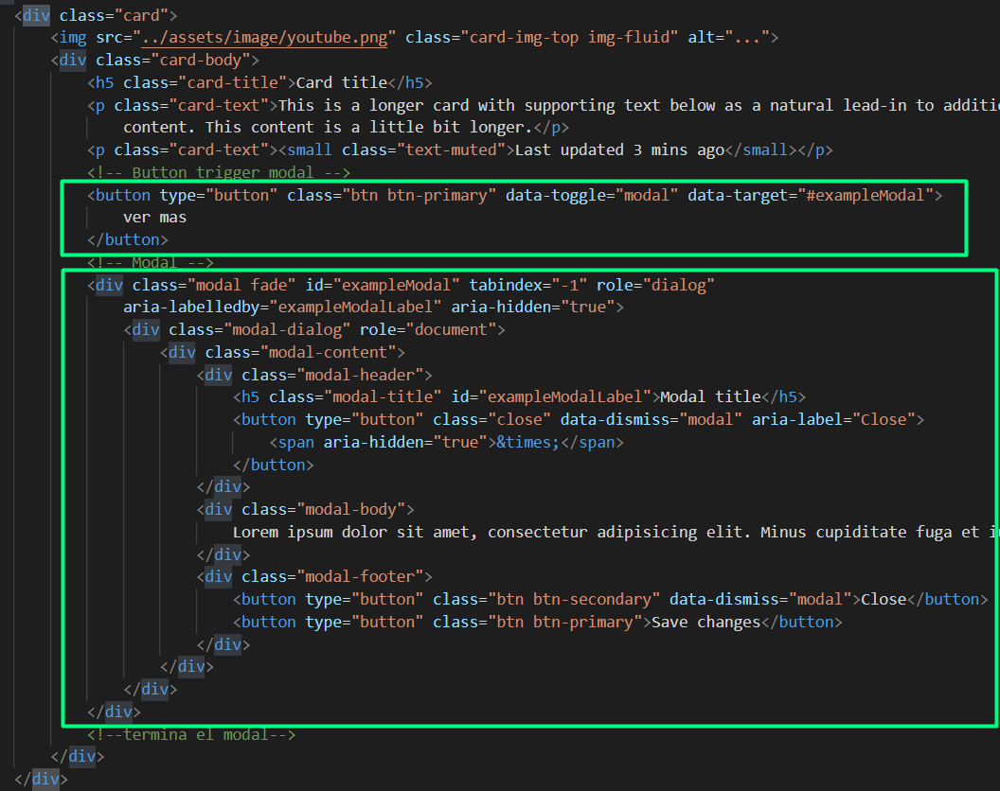 <div class="card">
<img src="../assets/image/youtube.png" class="card-img-top img-fluid" alt="...">
<div class="card-body">
<h5 class="card-title">Card title</h5>
<p class="card-text">This is a longer card with supporting text below as a natural lead-in to
content. This content is a little bit longer.</p>
<p class="card-text"><small class="text-muted">Last updated 3 mins ago</small></p>
<!-- Button trigger modal -->
<button type="button" class="btn btn-primary" data-toggle="modal" data-target="#exampleModal">
ver mas
</button>
<!-- Modal -->
<div class="modal fade" id="exampleModal" tabindex="-1" role="dialog"
aria-labelledby="exampleModalLabel" aria-hidden="true">
<div class="modal-dialog" role="document">
<div class="modal-content">
<div class="modal-header">
<h5 class="modal-title" id="exampleModalLabel">Modal title</h5>
<button type="button" class="close" data-dismiss="modal" aria-label="Close">
<span aria-hidden="true">&times;</span>
</button>
</div>
<div class="modal-body">
Lorem ipsum dolor sit amet, consectetur adipisicing elit. Minus cupiditate fuga et
</div>
<div class="modal-footer">
<button type="button" class="btn btn-secondary" data-dismiss="modal">Close</button>
<button type="button" class="btn btn-primary">Save changes</button>
</div>
</div>
</div>
</div>
<!--termina el modal-->
</div>
</div>